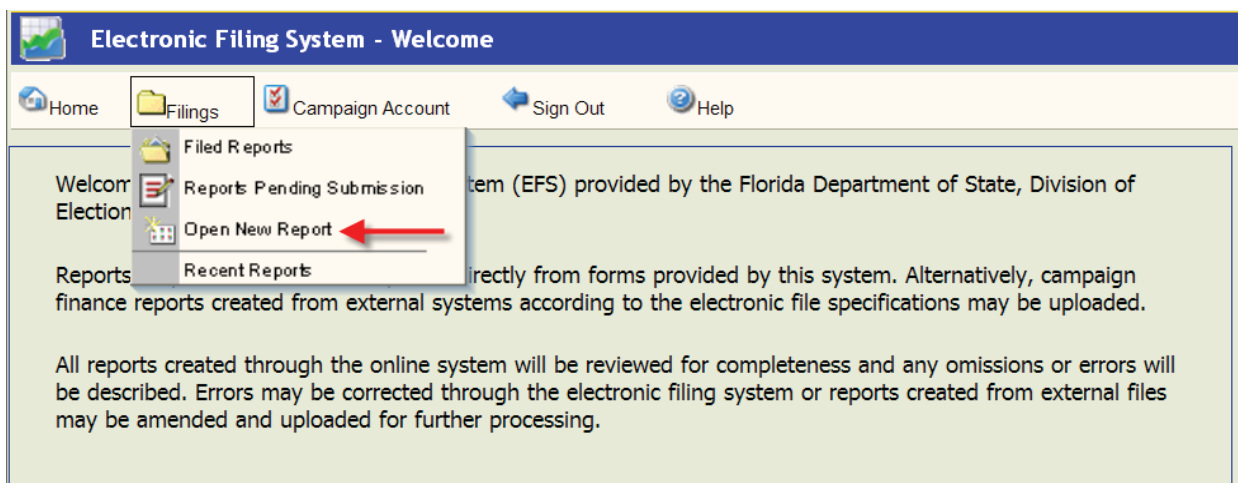 Electronic Filing System - Welcome
Home Filings Campaign Account Sign Out Help
Filed Reports
Reports Pending Submission
Open New Report
Recent Reports
Welcom tem (EFS) provided by the Florida Department of State, Division of
Election
Reports irectly from forms provided by this system. Alternatively, campaign
finance reports created from external systems according to the electronic file specifications may be uploaded.
All reports created through the online system will be reviewed for completeness and any omissions or errors will
be described. Errors may be corrected through the electronic filing system or reports created from external files
may be amended and uploaded for further processing.